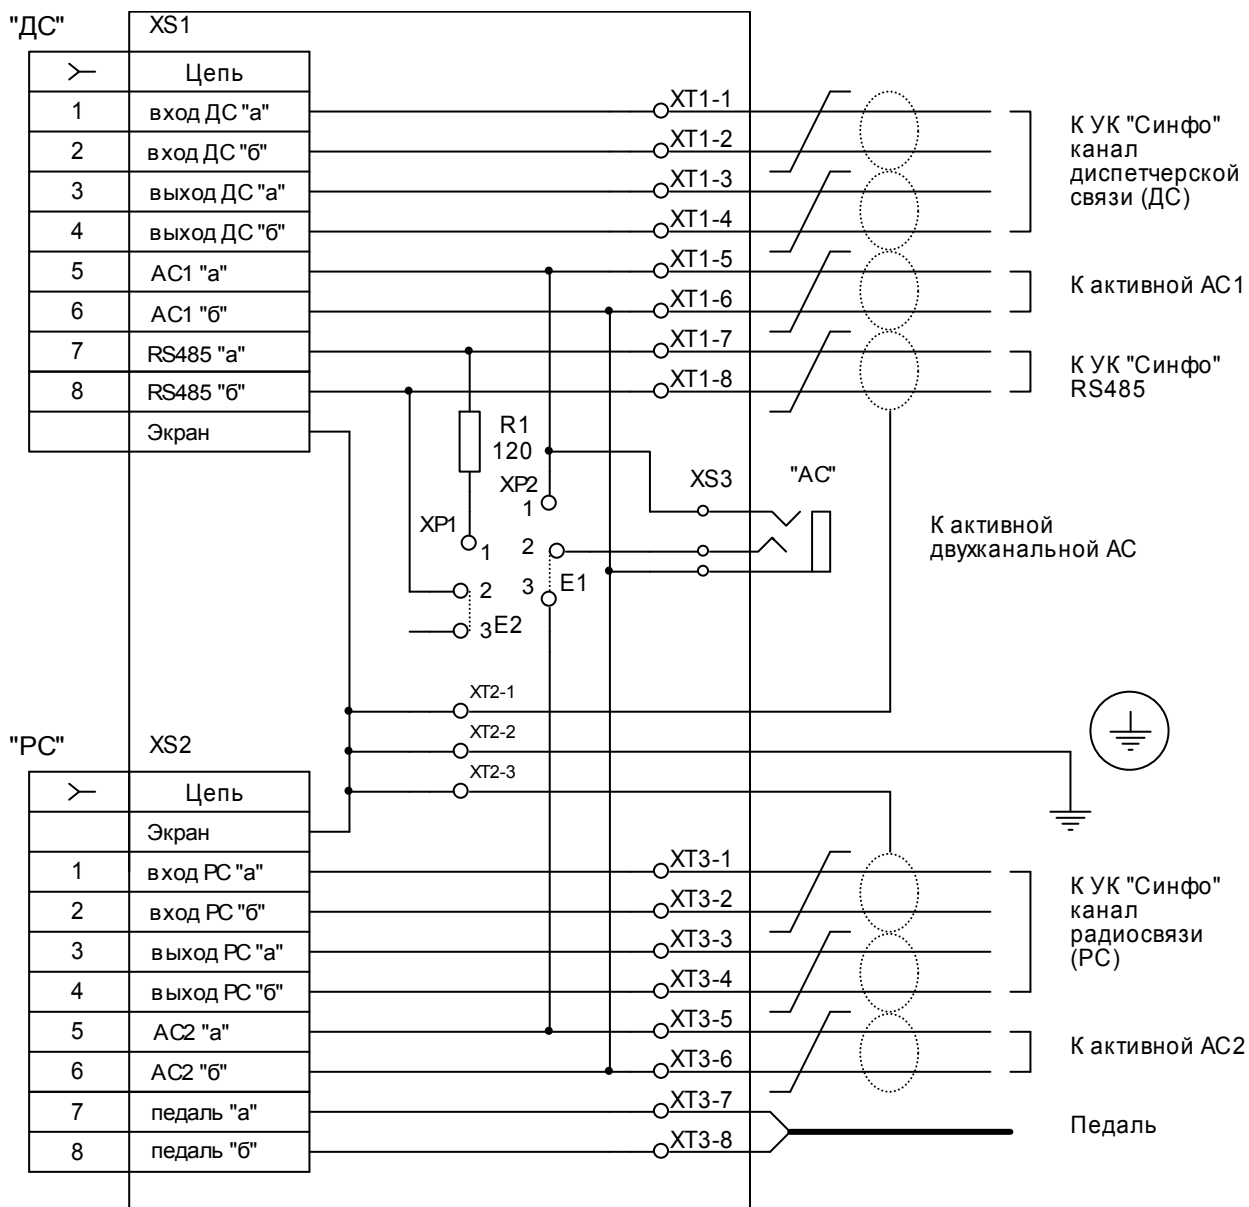 "ДС"
XS1
Цепь
1 вход ДС "а"
2 вход ДС "б"
3 выход ДС "а"
4 выход ДС "б"
5 АС1 "а"
6 АС1 "б"
7 RS485 "а"
8 RS485 "б"
Экран
XT1-1
XT1-2
XT1-3
XT1-4
XT1-5
XT1-6
XT1-7
XT1-8
К УК "Синфо"
канал
диспетчерской
связи (ДС)
К активной АС1
К УК "Синфо"
RS485
R1
120
XP1
1
2
3
E2
XP2
1
2
3
E1
XS3
"АС"
К активной
двухканальной АС
XT2-1
XT2-2
XT2-3
"РС"
XS2
Цепь
Экран
1 вход РС "а"
2 вход РС "б"
3 выход РС "а"
4 выход РС "б"
5 АС2 "а"
6 АС2 "б"
7 педаль "а"
8 педаль "б"
XT3-1
XT3-2
XT3-3
XT3-4
XT3-5
XT3-6
XT3-7
XT3-8
К УК "Синфо"
канал
радиосвязи
(РС)
К активной АС2
Педаль